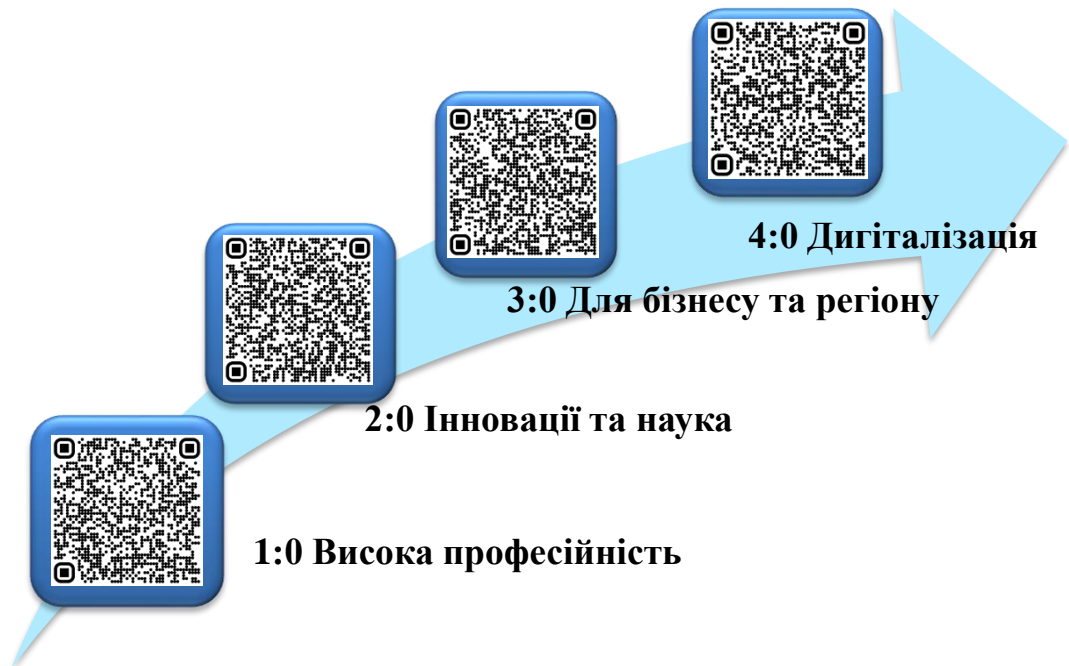 4:0 Дигіталізація
3:0 Для бізнесу та регіону
2:0 Інновації та наука
1:0 Висока професійність